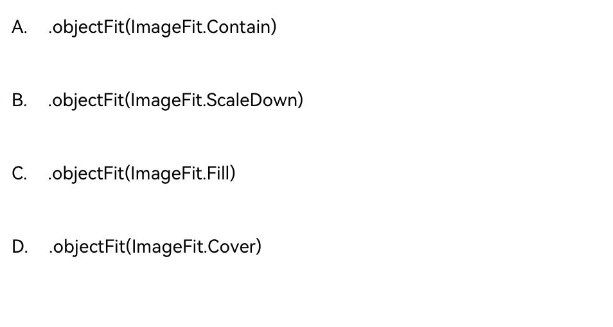 A. .objectFit(ImageFit.Contain)
B. .objectFit(ImageFit.ScaleDown)
C. .objectFit(ImageFit.Fill)
D. .objectFit(ImageFit.Cover)